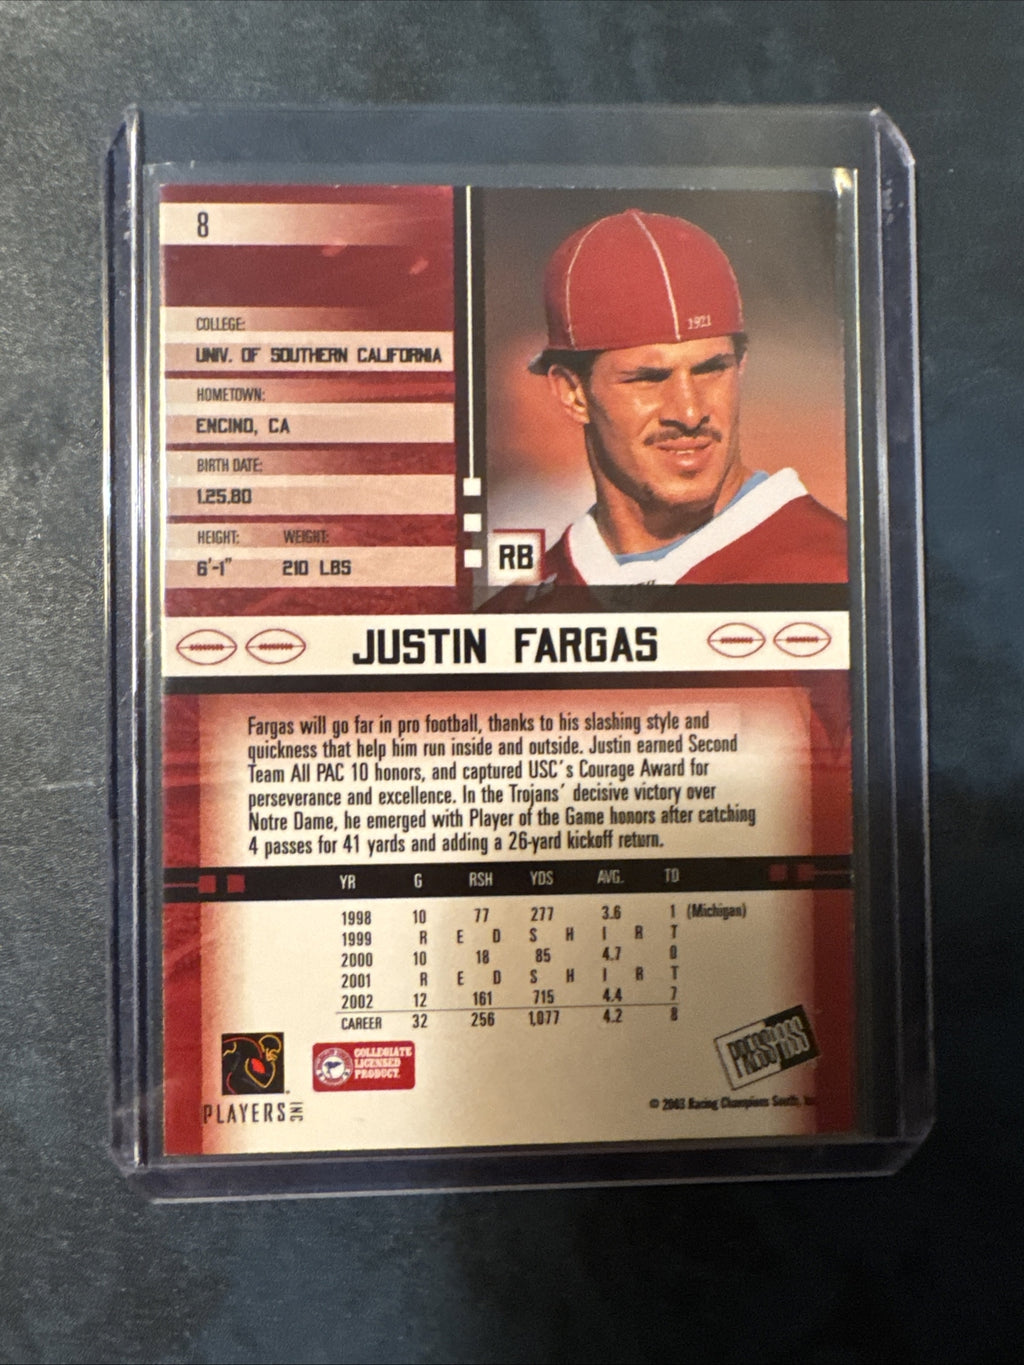 8
1921
COLLEGE:
UNIV. OF SOUTHERN CALIFORNIA
HOMETOWN:
ENCINO, CA
BIRTH DATE:
1.25.80
HEIGHT: WEIGHT:
6'-1" 210 LBS
RB
JUSTIN FARGAS
Fargas will go far in pro football, thanks to his slashing style and
quickness that help him run inside and outside. Justin earned Second
Team All PAC 10 honors, and captured USC's Courage Award for
perseverance and excellence. In the Trojans' decisive victory over
Notre Dame, he emerged with Player of the Game honors after catching
4 passes for 41 yards and adding a 26-yard kickoff return.
YR G RSH YDS AVG. TD
1998 10 77 277 3.6 1 (Michigan)
1999 R E D S H I R T
2000 10 18 85 4.7 0
2001 R E D S H I R T
2002 12 161 715 4.4 7
CAREER 32 256 1,077 4.2 8
PLAYERS INC
COLLEGIATE
LICENSED
PRODUCT.
PRESS PASS
© 2003 Racing Champions South, Inc.